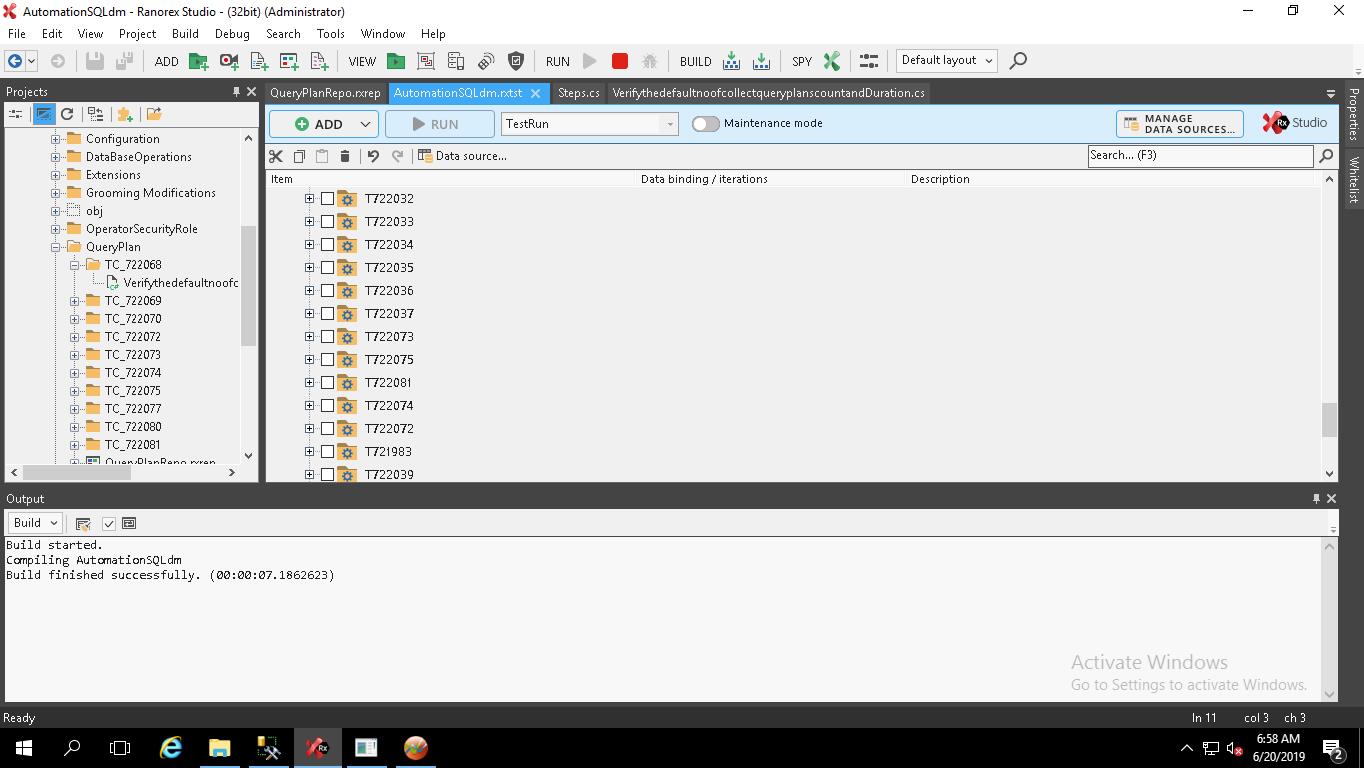 AutomationSQLdm - Ranorex Studio - (32bit) (Administrator)
File Edit View Project Build Debug Search Tools Window Help
ADD VIEW RUN BUILD SPY Default layout
Projects
QueryPlanRepo.rxrep AutomationSQLdm.rxtst Steps.cs VerifythedefaultnoofcollectqueryplanscountandDuration.cs
Properties
Whitelist
ADD RUN TestRun Maintenance mode MANAGE DATA SOURCES... Rx Studio
Data source... Search... (F3)
Item Data binding / iterations Description
Configuration
DataBaseOperations
Extensions
Grooming Modifications
obj
OperatorSecurityRole
QueryPlan
TC_722068
Verifythedefaultnoofc
TC_722069
TC_722070
TC_722072
TC_722073
TC_722074
TC_722075
TC_722077
TC_722080
TC_722081
QueryPlanRepo.rxrep
T722032
T722033
T722034
T722035
T722036
T722037
T722073
T722075
T722081
T722074
T722072
T721983
T722039
Output
Build
Build started.
Compiling AutomationSQLdm
Build finished successfully. (00:00:07.1862623)
Activate Windows
Go to Settings to activate Windows.
Ready ln 11 col 3 ch 3
Rx
6:58 AM
6/20/2019
2